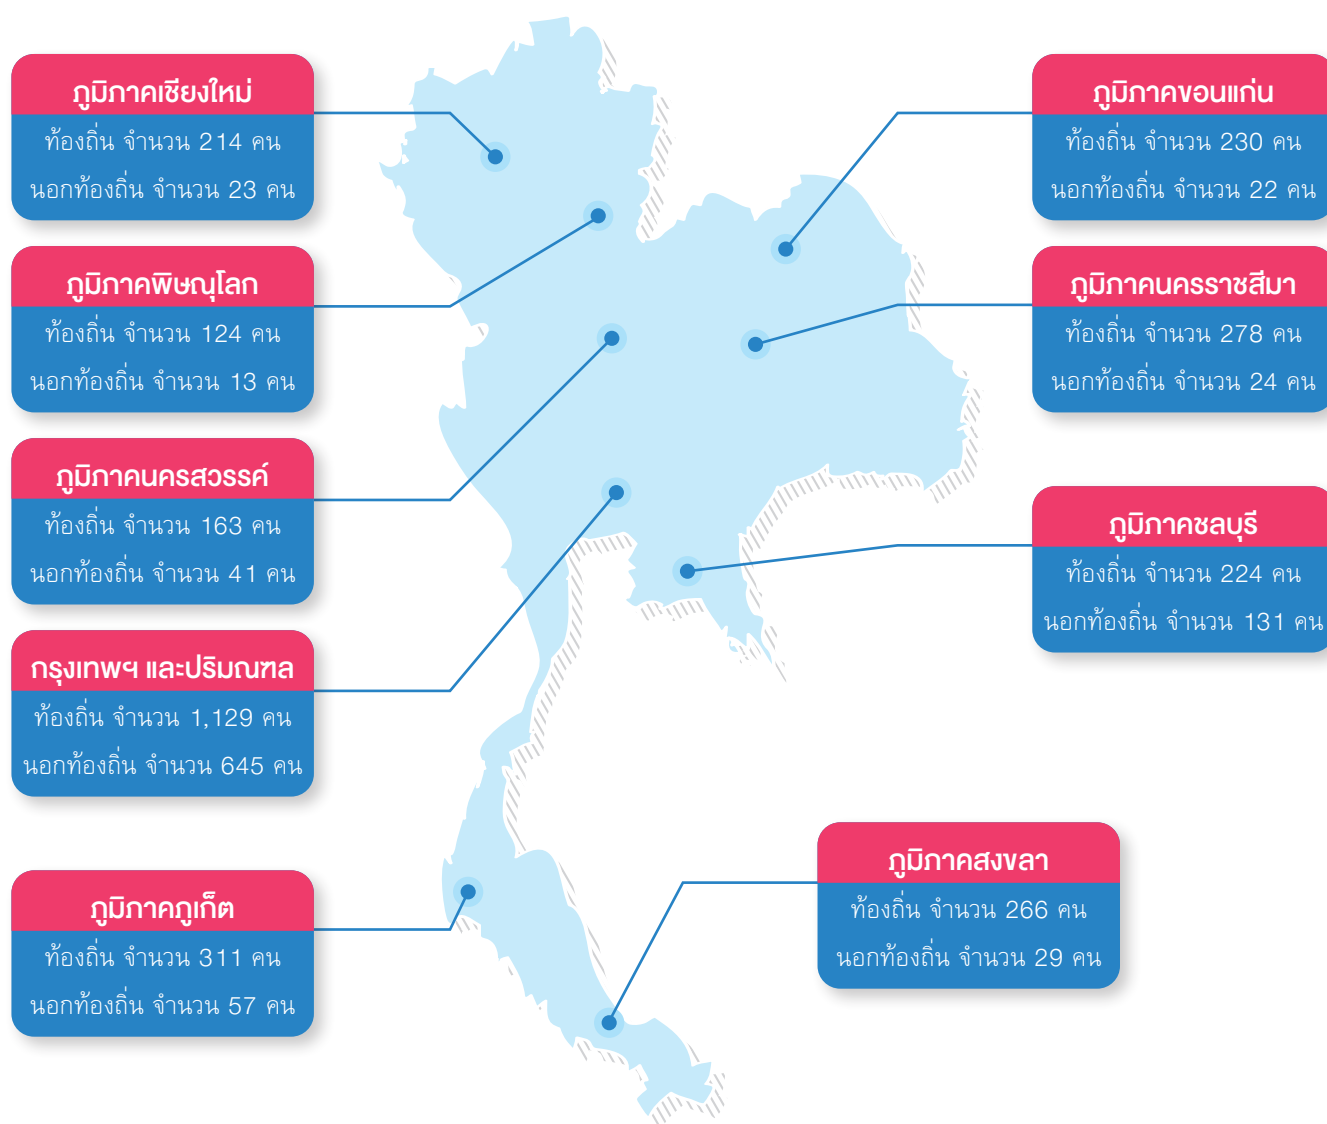 ภูมิภาคเชียงใหม่
ท้องถิ่น จำนวน 214 คน
นอกท้องถิ่น จำนวน 23 คน
ภูมิภาคพิษณุโลก
ท้องถิ่น จำนวน 124 คน
นอกท้องถิ่น จำนวน 13 คน
ภูมิภาคนครสวรรค์
ท้องถิ่น จำนวน 163 คน
นอกท้องถิ่น จำนวน 41 คน
กรุงเทพฯ และปริมณฑล
ท้องถิ่น จำนวน 1,129 คน
นอกท้องถิ่น จำนวน 645 คน
ภูมิภาคภูเก็ต
ท้องถิ่น จำนวน 311 คน
นอกท้องถิ่น จำนวน 57 คน
ภูมิภาคขอนแก่น
ท้องถิ่น จำนวน 230 คน
นอกท้องถิ่น จำนวน 22 คน
ภูมิภาคนครราชสีมา
ท้องถิ่น จำนวน 278 คน
นอกท้องถิ่น จำนวน 24 คน
ภูมิภาคชลบุรี
ท้องถิ่น จำนวน 224 คน
นอกท้องถิ่น จำนวน 131 คน
ภูมิภาคสงขลา
ท้องถิ่น จำนวน 266 คน
นอกท้องถิ่น จำนวน 29 คน